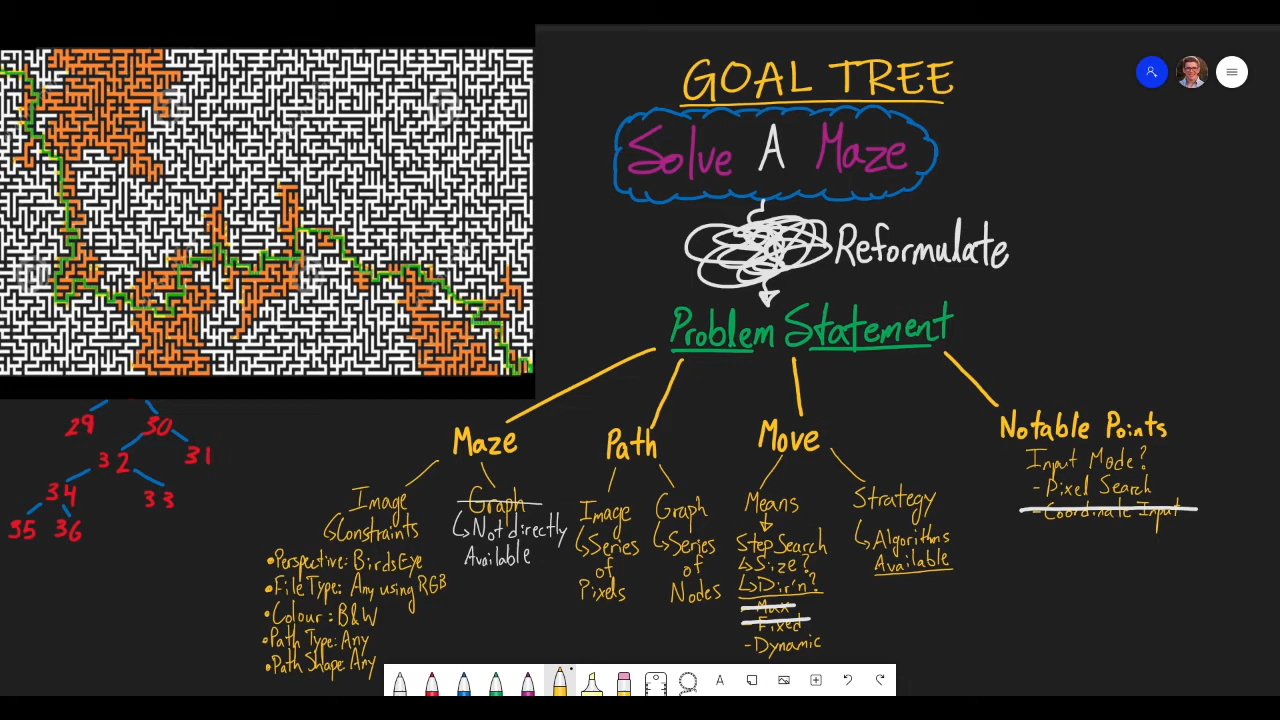 GOAL TREE
Solve A Maze
Reformulate
Problem Statement
29
30
32
31
34
33
35
36
Maze
Image
↳Constraints
•Perspective: BirdsEye
•File Type: Any using RGB
•Colour: B&W
•Path Type: Any
•Path Shape: Any
Graph
↳Not directly
Available
Path
Image
↳Series
of
Pixels
Graph
↳Series
of
Nodes
Move
Means
StepSearch
↳Size?
↳Dir'n?
- Max
- Fixed
- Dynamic
Strategy
↳Algorithms
Available
Notable Points
Input Mode?
- Pixel Search
- Coordinate Input
A